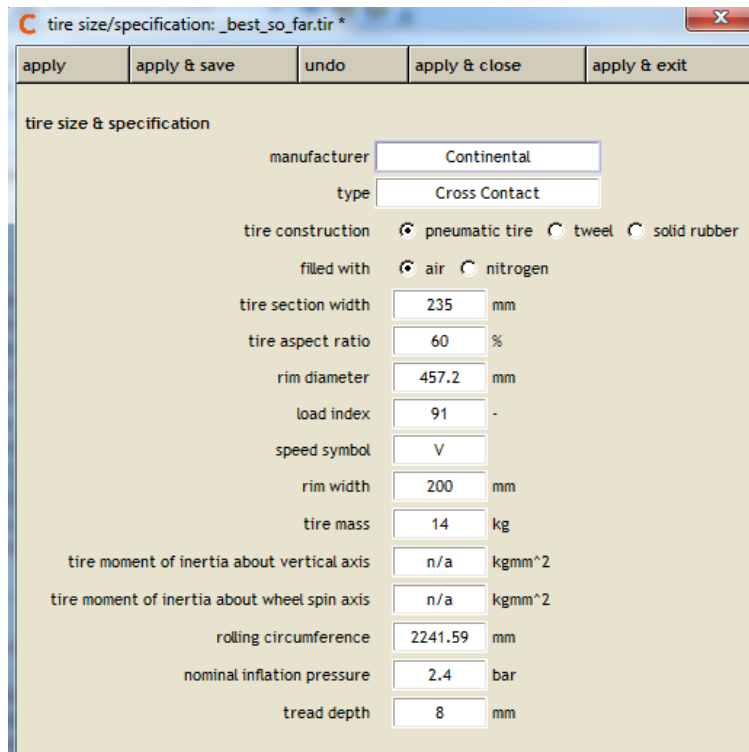 C tire size/specification: _best_so_far.tir * x
apply apply & save undo apply & close apply & exit
tire size & specification
manufacturer Continental
type Cross Contact
tire construction pneumatic tire tweel solid rubber
filled with air nitrogen
tire section width 235 mm
tire aspect ratio 60 %
rim diameter 457.2 mm
load index 91 -
speed symbol V
rim width 200 mm
tire mass 14 kg
tire moment of inertia about vertical axis n/a kgmm^2
tire moment of inertia about wheel spin axis n/a kgmm^2
rolling circumference 2241.59 mm
nominal inflation pressure 2.4 bar
tread depth 8 mm